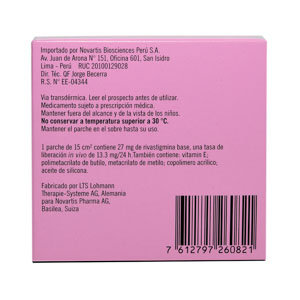 Importado por Novartis Biosciences Perú S.A.
Av. Juan de Arona N° 151, Oficina 601, San Isidro
Lima - Perú RUC 20100129028
Dir. Téc. QF Jorge Becerra
R.S. N° EE-04344
Vía transdérmica. Leer el prospecto antes de utilizar.
Medicamento sujeto a prescripción médica.
Mantener fuera del alcance y de la vista de los niños.
No conservar a temperatura superior a 30 °C.
Mantener el parche en el sobre hasta su uso.
1 parche de 15 cm² contiene 27 mg de rivastigmina base, una tasa de
liberación in vivo de 13.3 mg/24 h.También contiene: vitamina E;
polimetacrilato de butilo, metacrilato de metilo; copolímero acrílico,
aceite de silicona.
Fabricado por LTS Lohmann
Therapie-Systeme AG, Alemania
para Novartis Pharma AG,
Basilea, Suiza
7 612797 260821